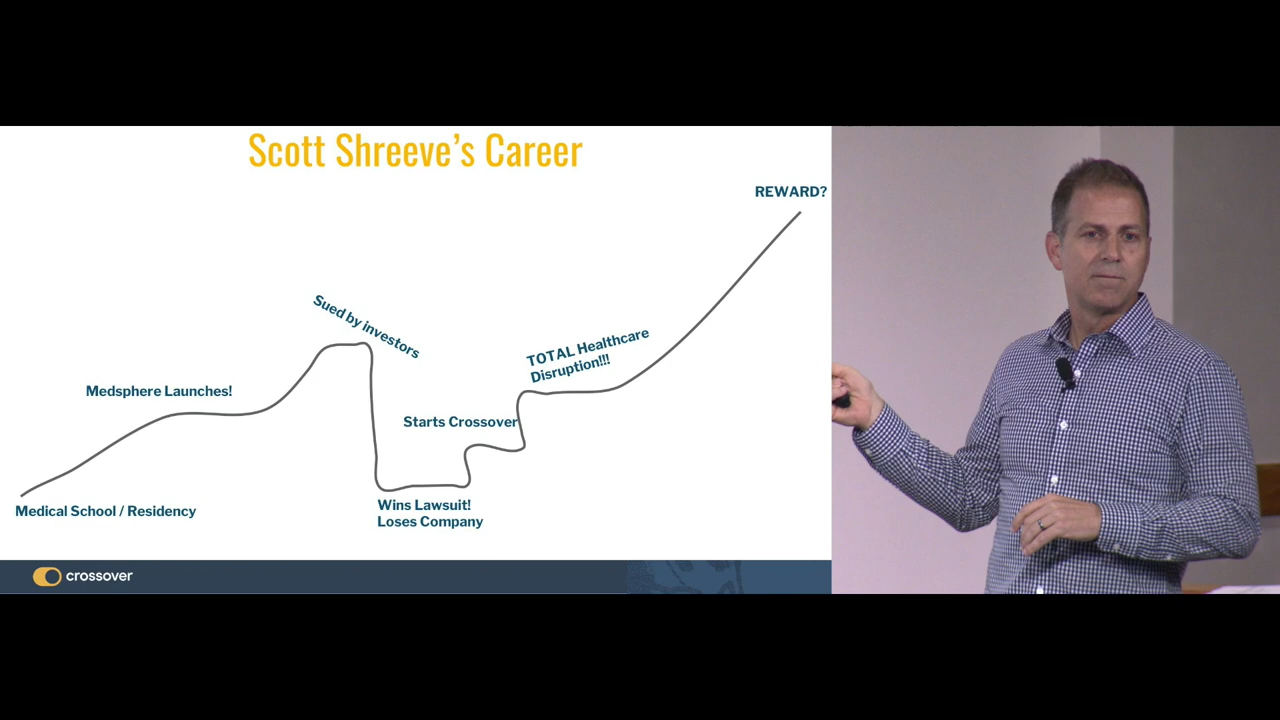 Scott Shreeve's Career
REWARD?
Sued by investors
TOTAL Healthcare
Disruption!!!
Medsphere Launches!
Starts Crossover
Wins Lawsuit!
Loses Company
Medical School / Residency
crossover